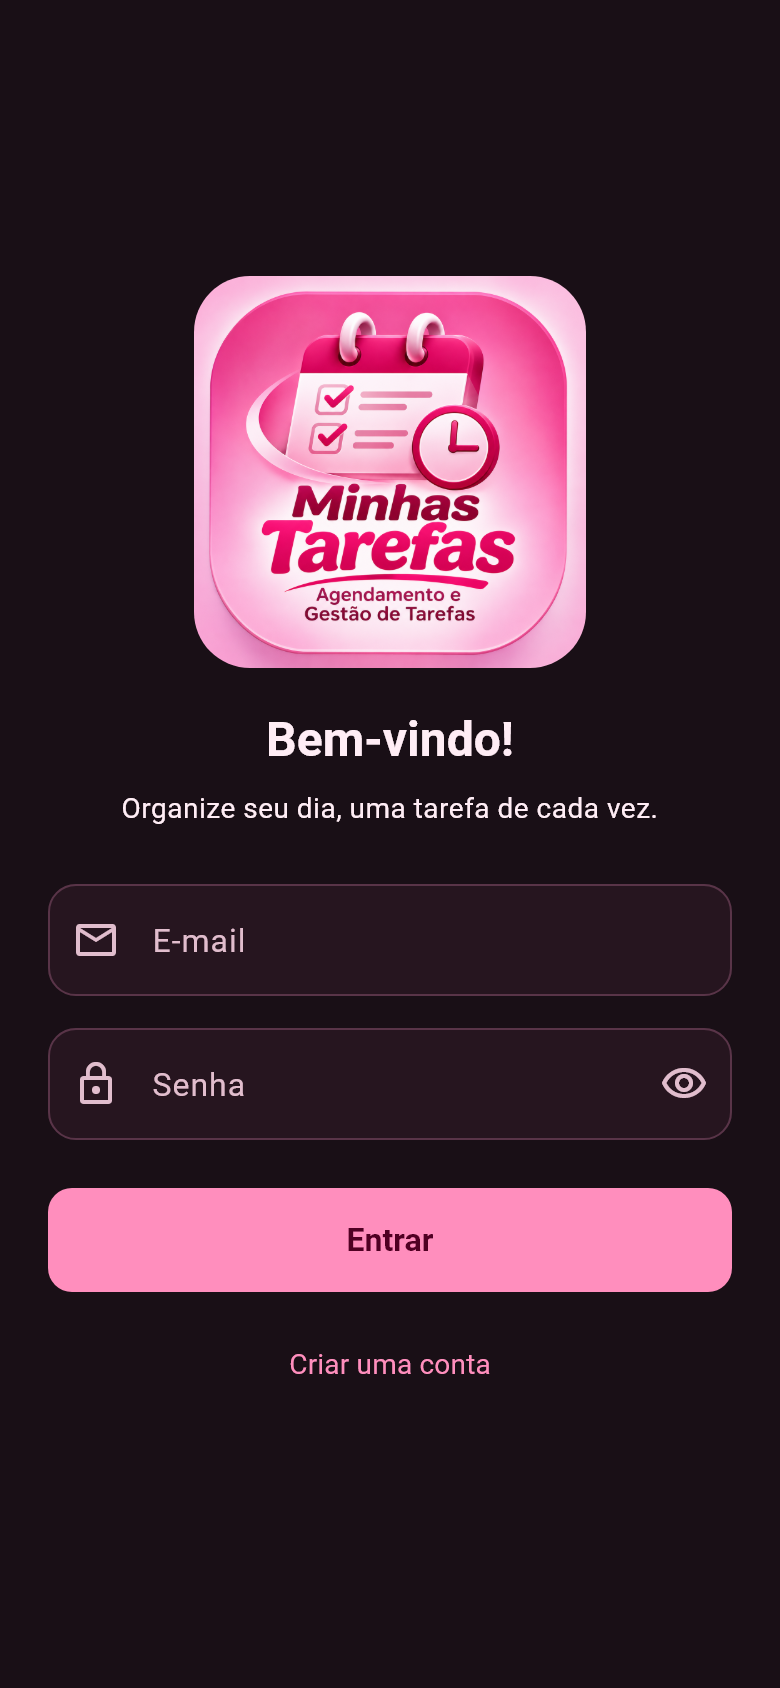 Minhas
Tarefas
Agendamento e
Gestão de Tarefas
Bem-vindo!
Organize seu dia, uma tarefa de cada vez.
E-mail
Senha
Entrar
Criar uma conta